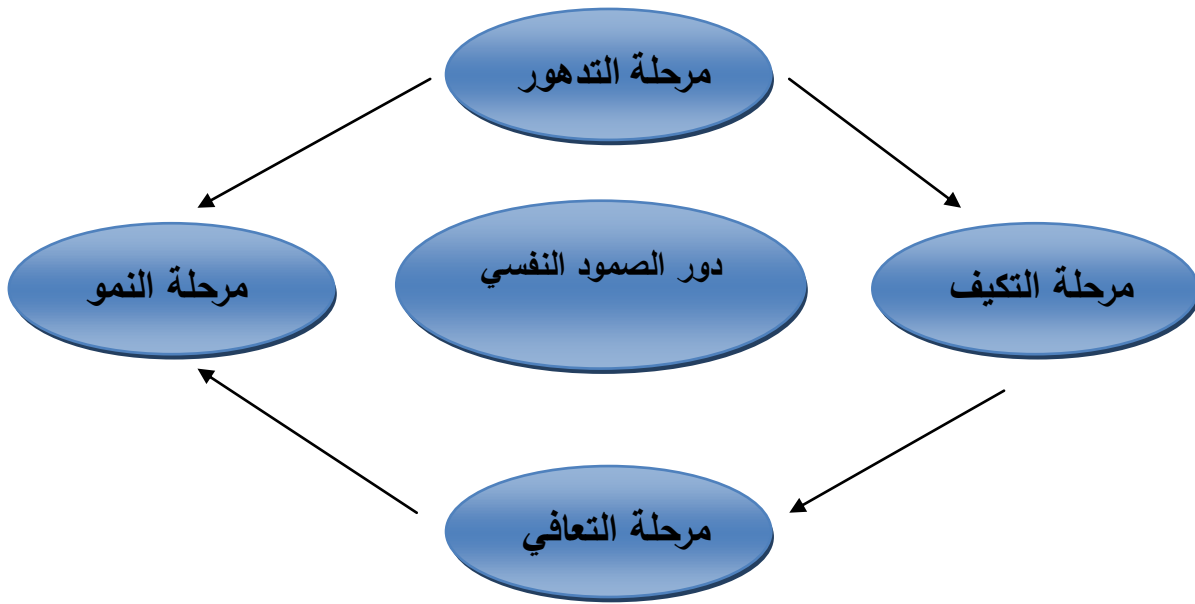 مرحلة التدهور
دور الصمود النفسي
مرحلة التكيف
مرحلة النمو
مرحلة التعافي